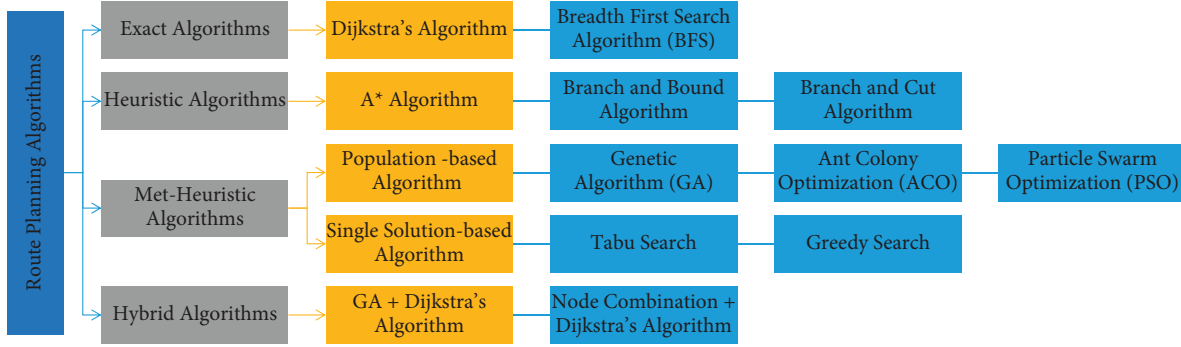 Route Planning Algorithms
Exact Algorithms
Dijkstra's Algorithm
Breadth First Search
Algorithm (BFS)
Heuristic Algorithms
A* Algorithm
Branch and Bound
Algorithm
Branch and Cut
Algorithm
Met-Heuristic
Algorithms
Population -based
Algorithm
Genetic
Algorithm (GA)
Ant Colony
Optimization (ACO)
Particle Swarm
Optimization (PSO)
Single Solution-based
Algorithm
Tabu Search
Greedy Search
Hybrid Algorithms
GA + Dijkstra's
Algorithm
Node Combination +
Dijkstra's Algorithm